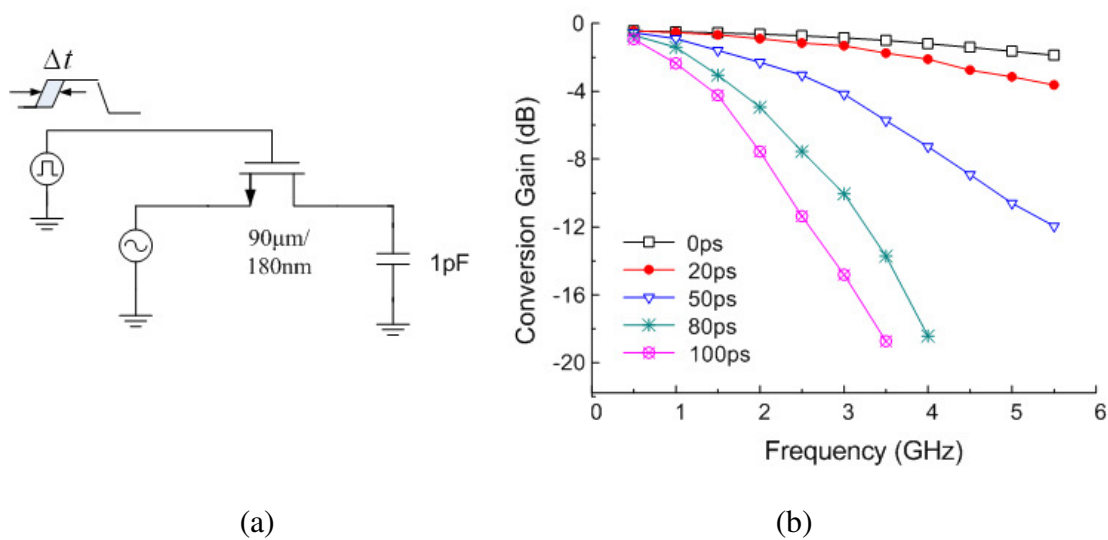 Δt
90μm/
180nm
1pF
(a)
Conversion Gain (dB)
0
-4
-8
-12
-16
-20
0ps
20ps
50ps
80ps
100ps
0 1 2 3 4 5 6
Frequency (GHz)
(b)